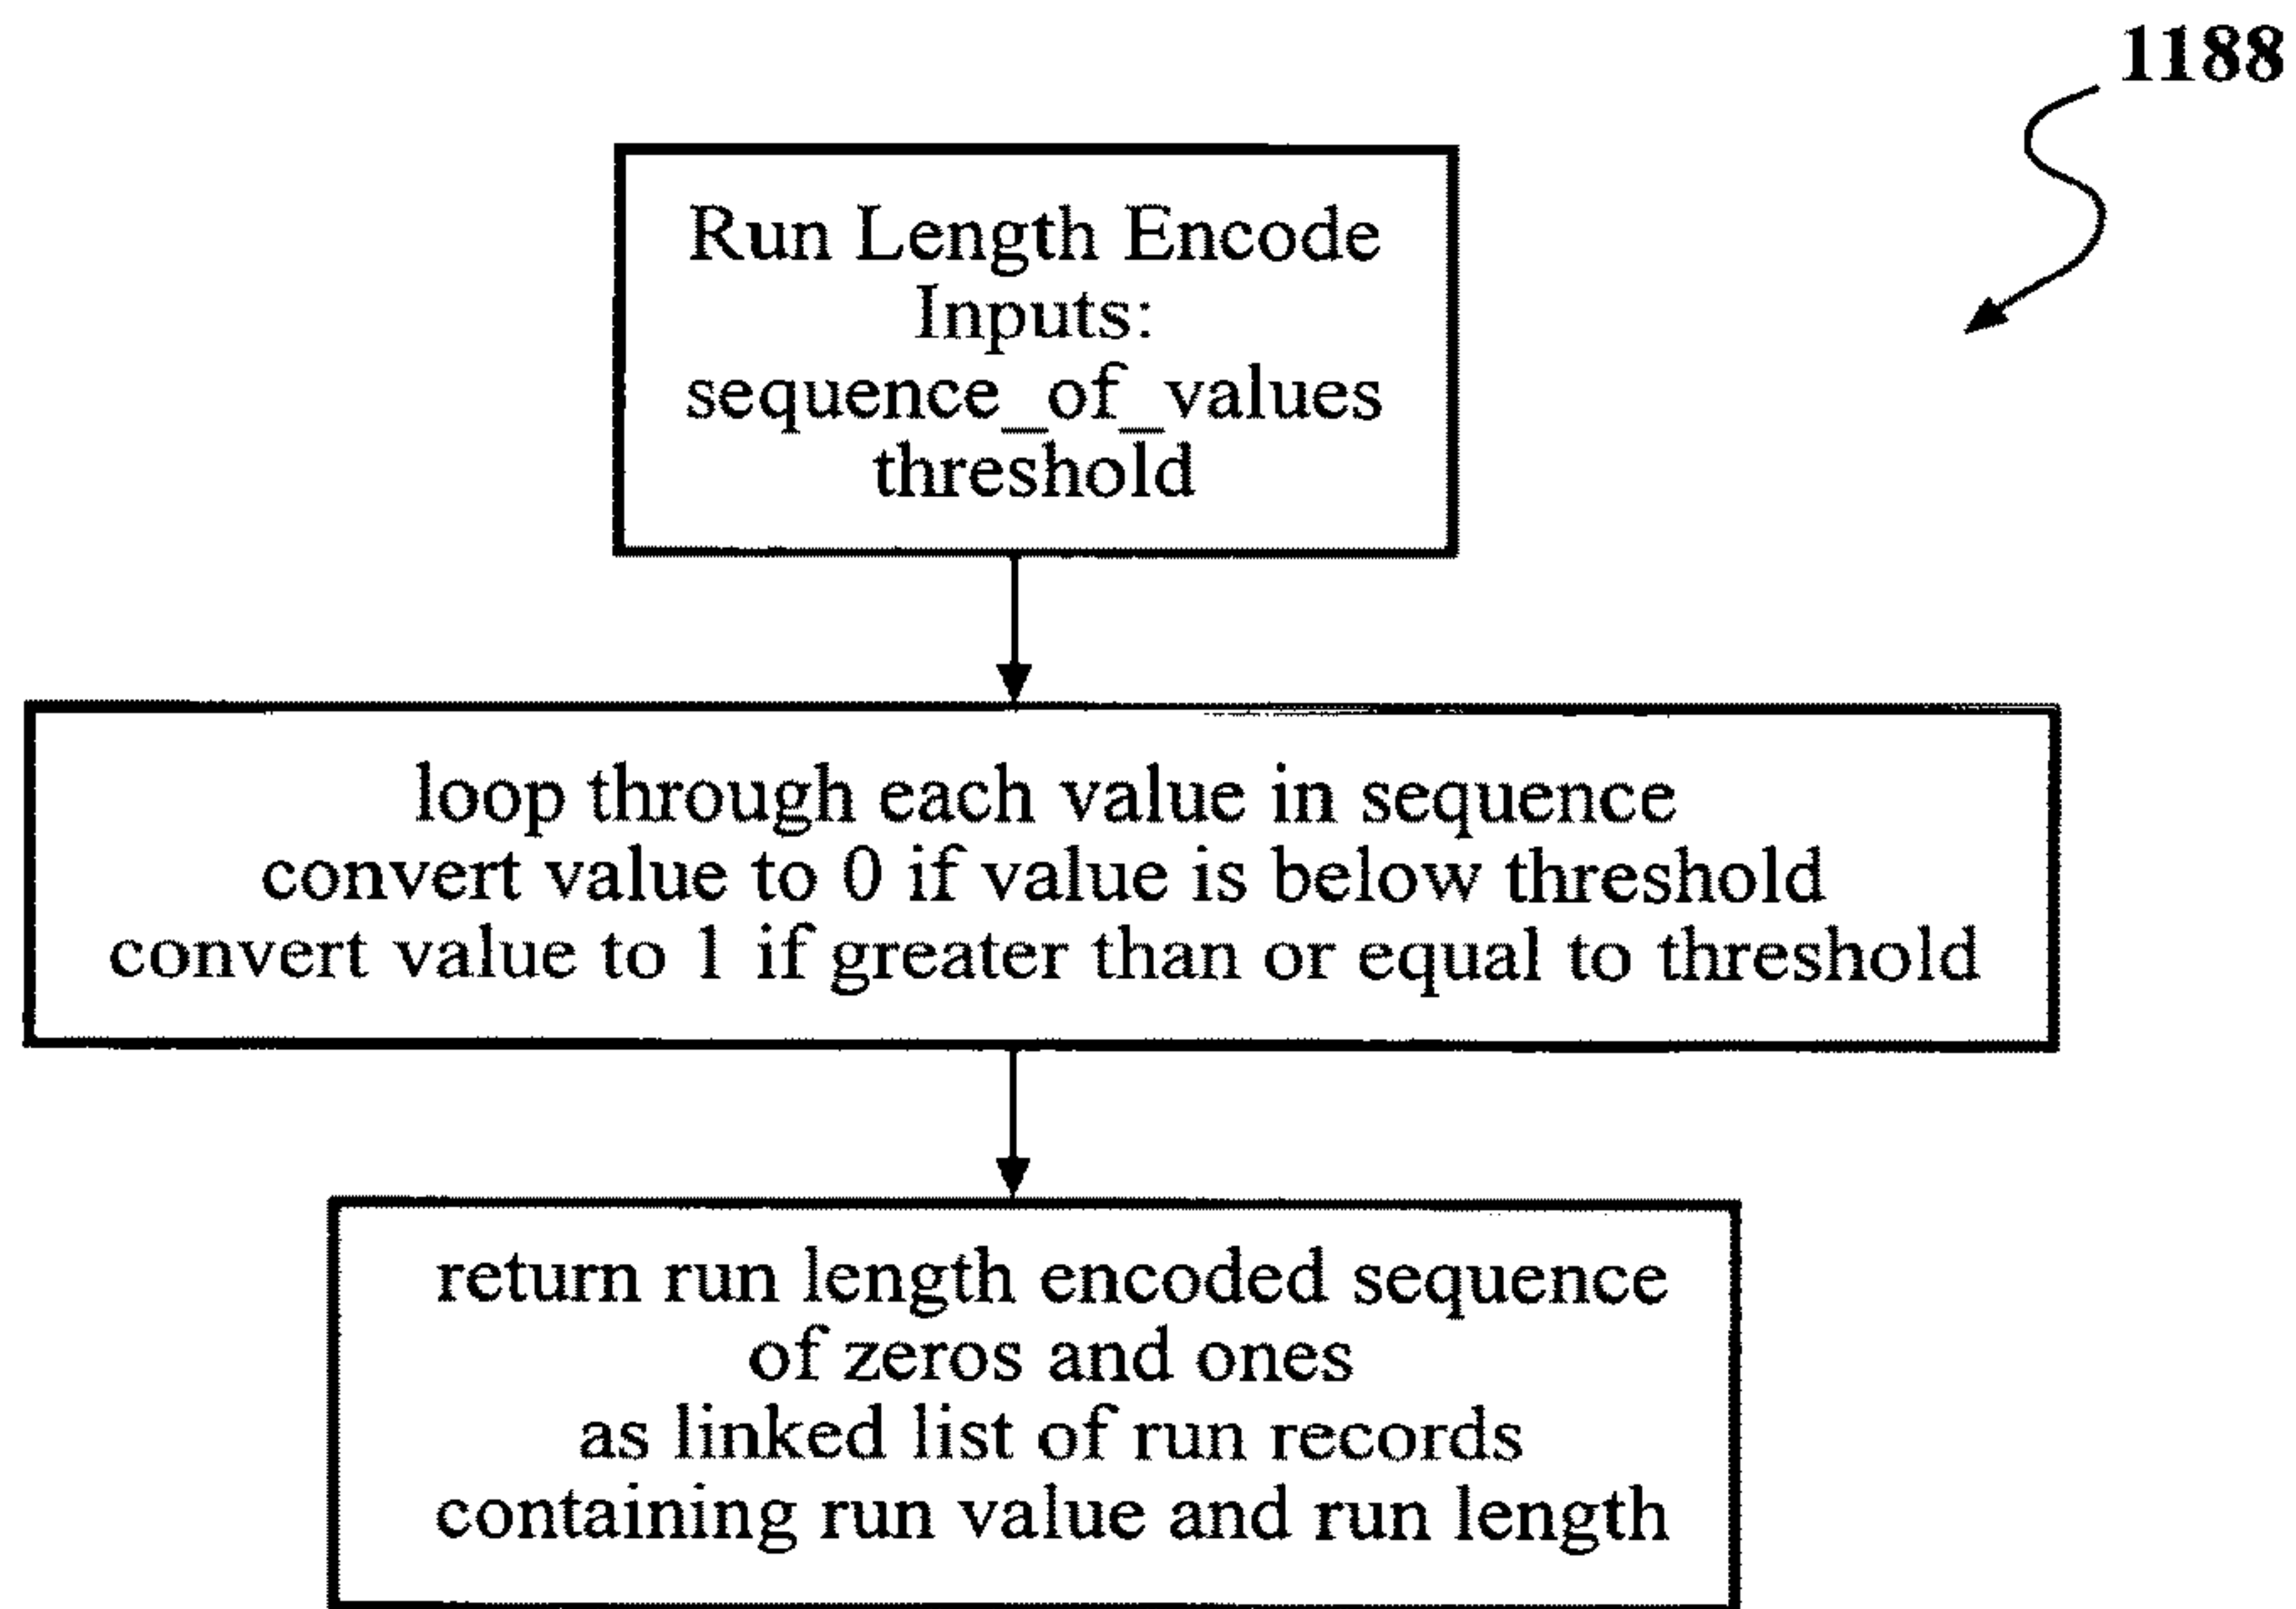 1188
Run Length Encode
Inputs:
sequence_of_values
threshold
loop through each value in sequence
convert value to 0 if value is below threshold
convert value to 1 if greater than or equal to threshold
return run length encoded sequence
of zeros and ones
as linked list of run records
containing run value and run length